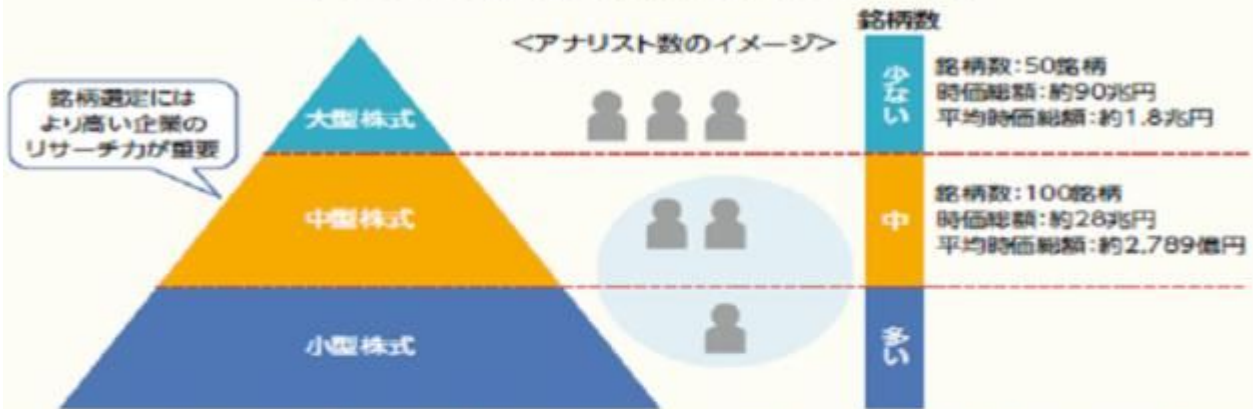 銘柄数
<アナリスト数のイメージ>
銘柄選定には
より高い企業の
リサーチ力が重要
大型株式
少ない
銘柄数：50銘柄
時価総額：約90兆円
平均時価総額：約1.8兆円
中型株式
中
銘柄数：100銘柄
時価総額：約28兆円
平均時価総額：約2,789億円
小型株式
多い